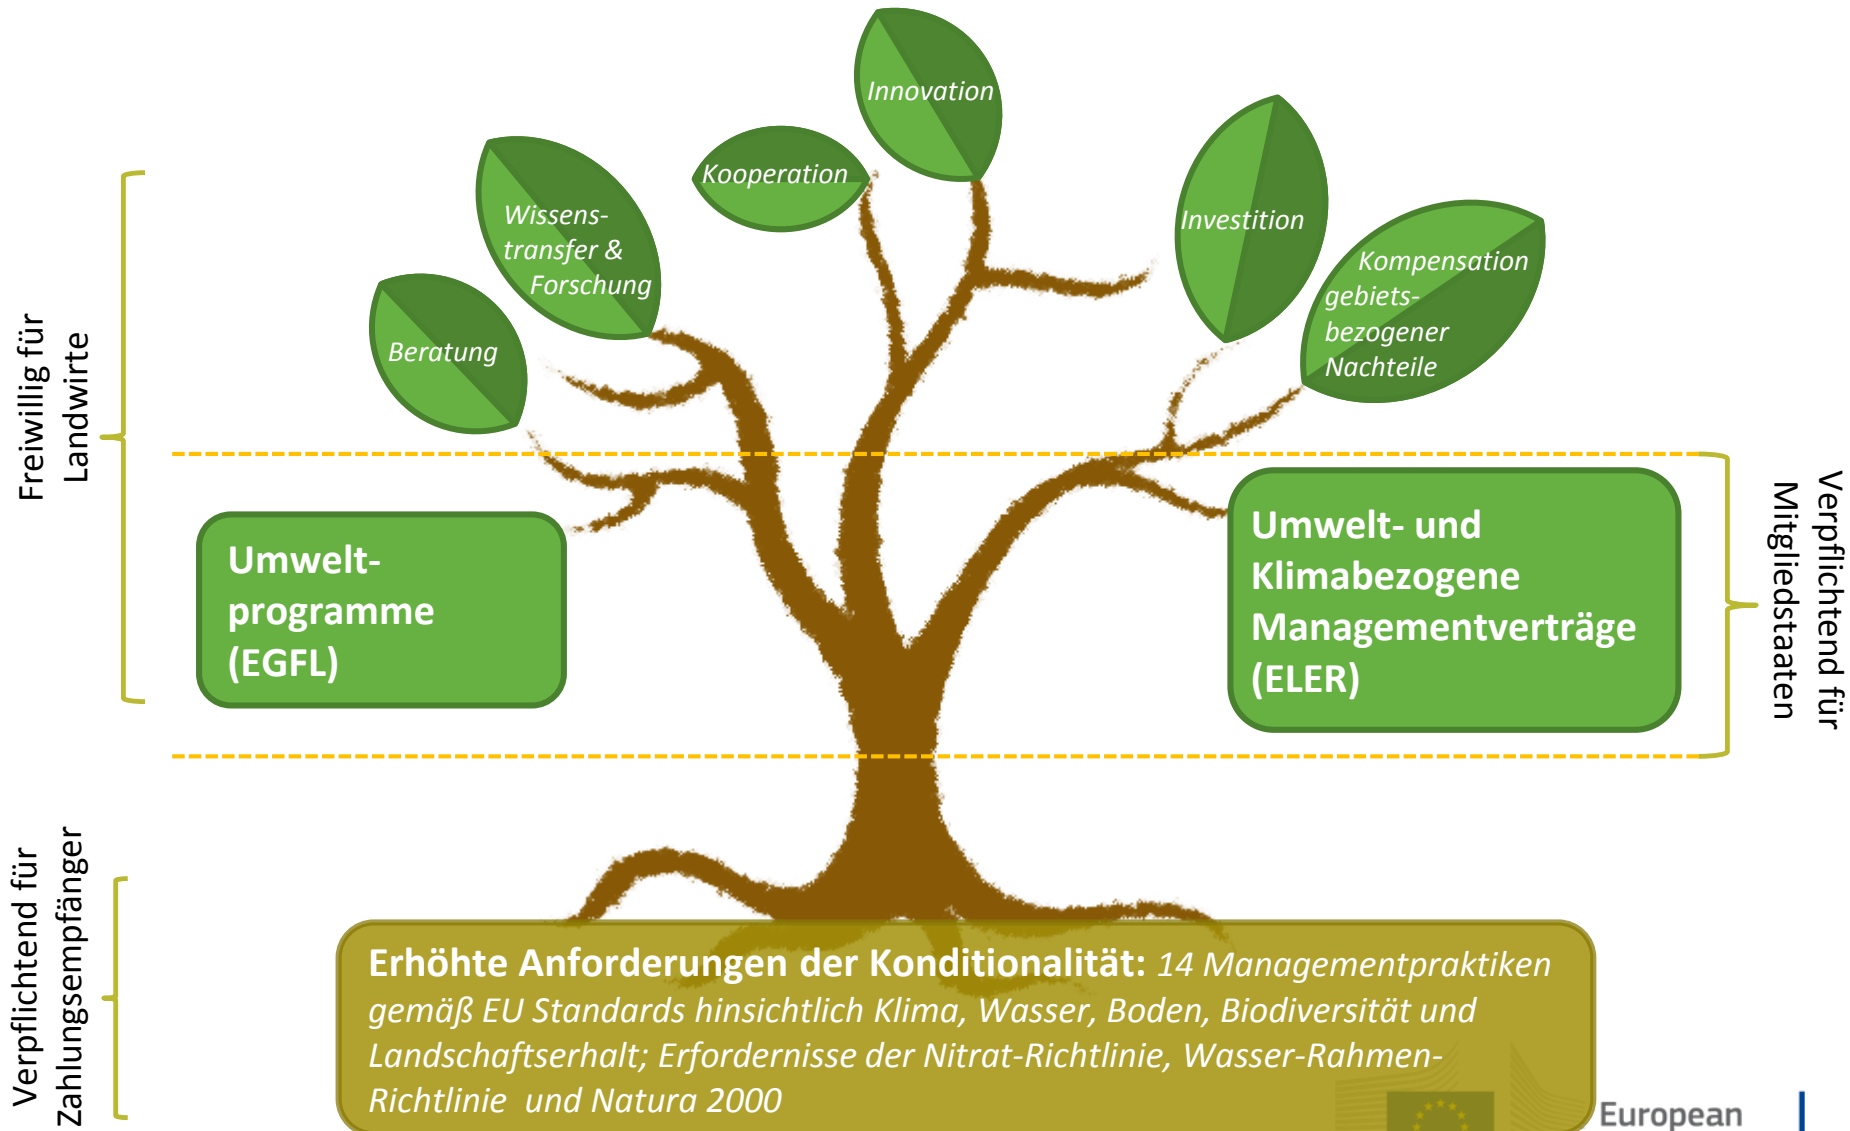 Innovation
Kooperation
Wissens-
transfer &
Forschung
Investition
Kompensation
gebiets-
bezogener
Nachteile
Beratung
Freiwillig für
Landwirte
Umwelt-
programme
(EGFL)
Umwelt- und
Klimabezogene
Managementverträge
(ELER)
Verpflichtend für
Mitgliedstaaten
Verpflichtend für
Zahlungsempfänger
Erhöhte Anforderungen der Konditionalität: 14 Managementpraktiken
gemäß EU Standards hinsichtlich Klima, Wasser, Boden, Biodiversität und
Landschaftserhalt; Erfordernisse der Nitrat-Richtlinie, Wasser-Rahmen-
Richtlinie und Natura 2000
European